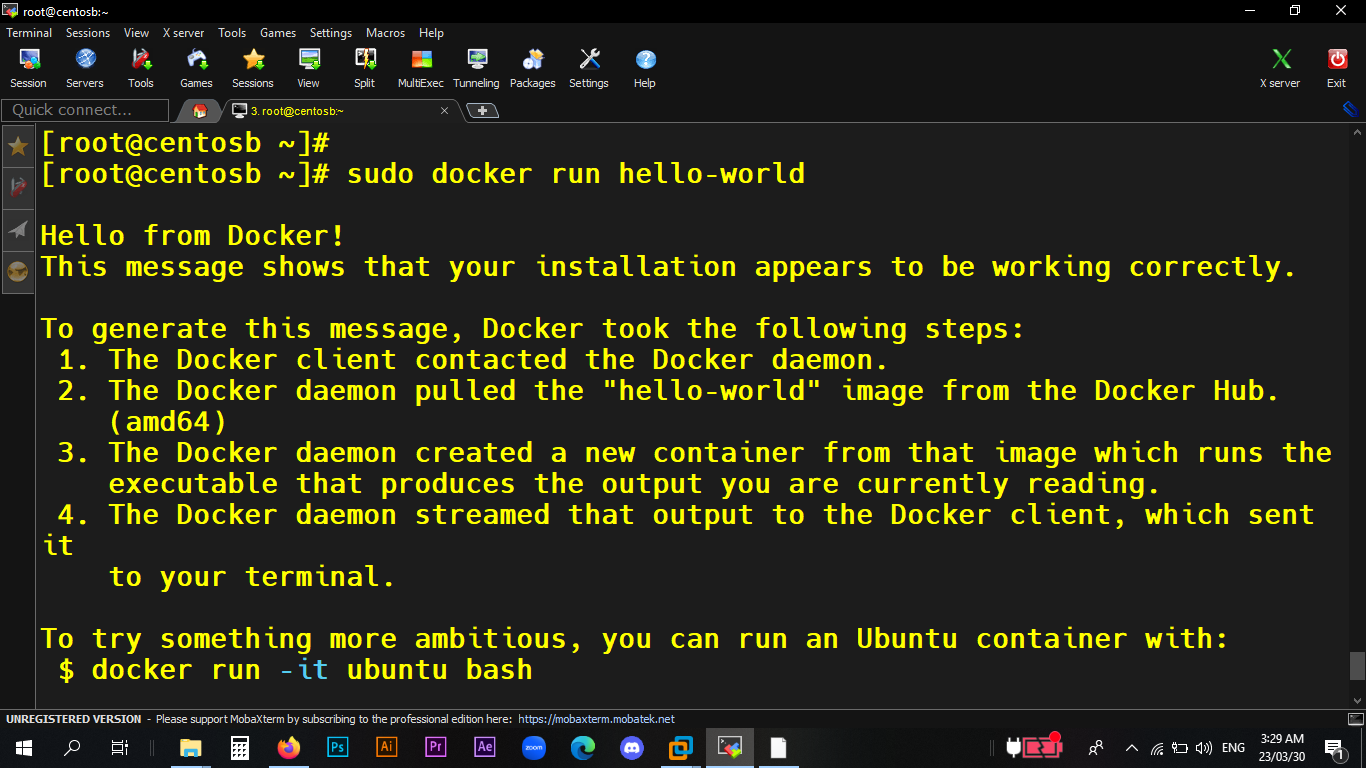 root@centosb:~
Terminal Sessions View X server Tools Games Settings Macros Help
Session Servers Tools Games Sessions View Split MultiExec Tunneling Packages Settings Help X server Exit
Quick connect...
3. root@centosb:~
[root@centosb ~]#
[root@centosb ~]# sudo docker run hello-world
Hello from Docker!
This message shows that your installation appears to be working correctly.
To generate this message, Docker took the following steps:
1. The Docker client contacted the Docker daemon.
2. The Docker daemon pulled the "hello-world" image from the Docker Hub.
(amd64)
3. The Docker daemon created a new container from that image which runs the
executable that produces the output you are currently reading.
4. The Docker daemon streamed that output to the Docker client, which sent
it
to your terminal.
To try something more ambitious, you can run an Ubuntu container with:
$ docker run -it ubuntu bash
UNREGISTERED VERSION - Please support MobaXterm by subscribing to the professional edition here: https://mobaxterm.mobatek.net
Ps Ai Pr Ae zoom ENG 3:29 AM
23/03/30 1